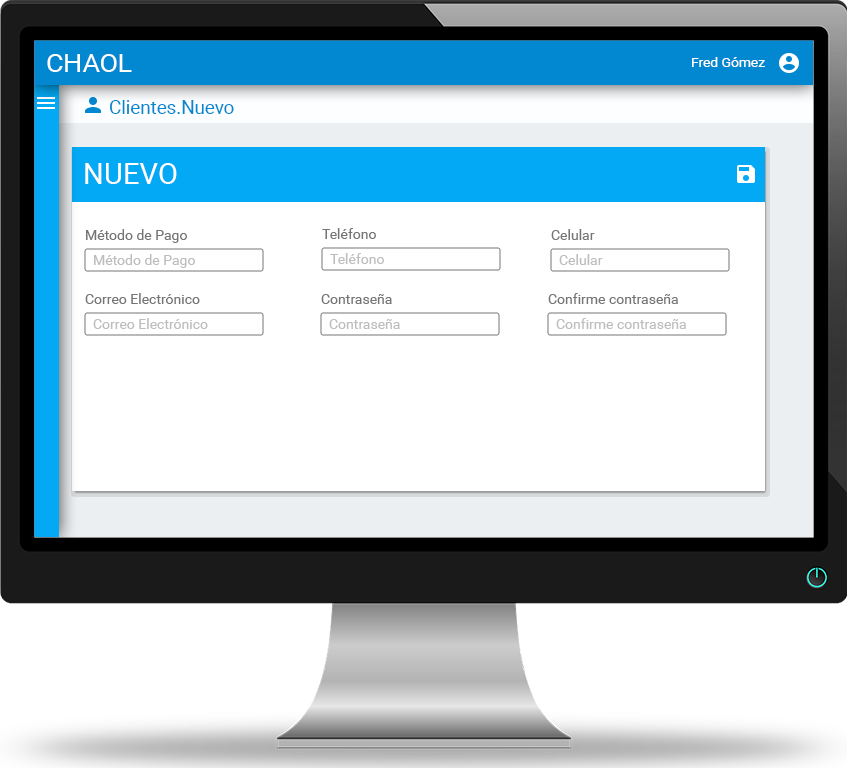 CHAOL
Fred Gómez
Clientes.Nuevo
NUEVO
Método de Pago
Teléfono
Celular
Método de Pago
Teléfono
Celular
Correo Electrónico
Contraseña
Confirme contraseña
Correo Electrónico
Contraseña
Confirme contraseña